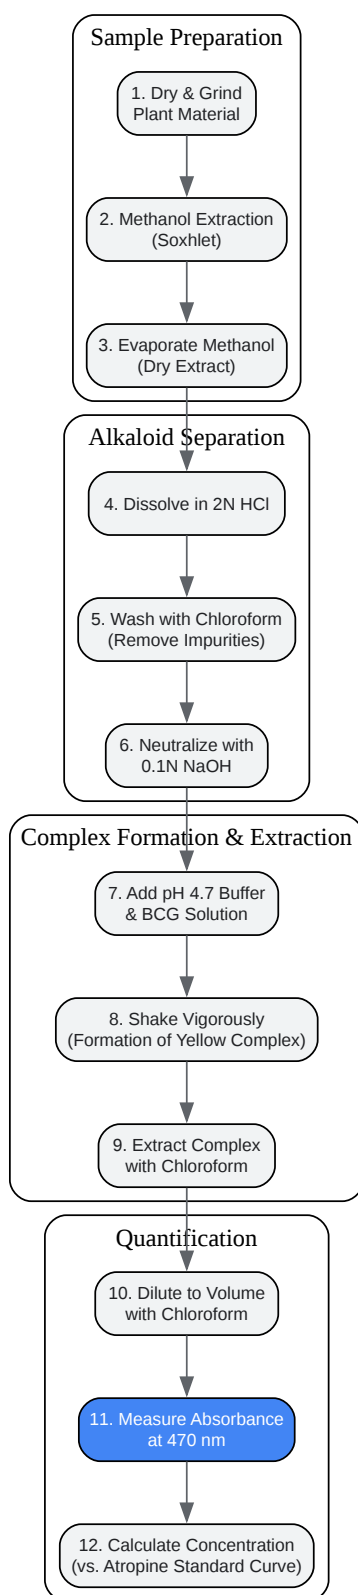 Sample Preparation
1. Dry & Grind
Plant Material
2. Methanol Extraction
(Soxhlet)
3. Evaporate Methanol
(Dry Extract)
Alkaloid Separation
4. Dissolve in 2N HCl
5. Wash with Chloroform
(Remove Impurities)
6. Neutralize with
0.1N NaOH
Complex Formation & Extraction
7. Add pH 4.7 Buffer
& BCG Solution
8. Shake Vigorously
(Formation of Yellow Complex)
9. Extract Complex
with Chloroform
Quantification
10. Dilute to Volume
with Chloroform
11. Measure Absorbance
at 470 nm
12. Calculate Concentration
(vs. Atropine Standard Curve)